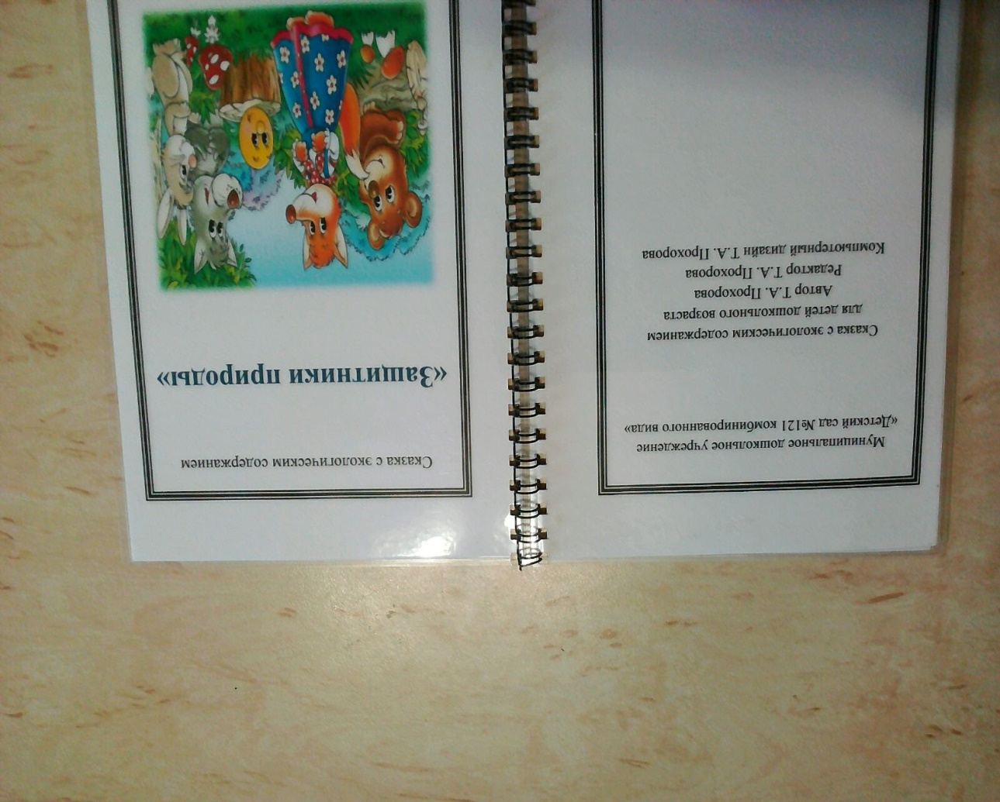 Муниципальное дошкольное учреждение
«Детский сад №121 комбинированного вида»
Сказка с экологическим содержанием
для детей дошкольного возраста
Автор Т.А. Прохорова
Редактор Т.А. Прохорова
Компьютерный дизайн Т.А. Прохорова
Сказка с экологическим содержанием
«Защитники природы»